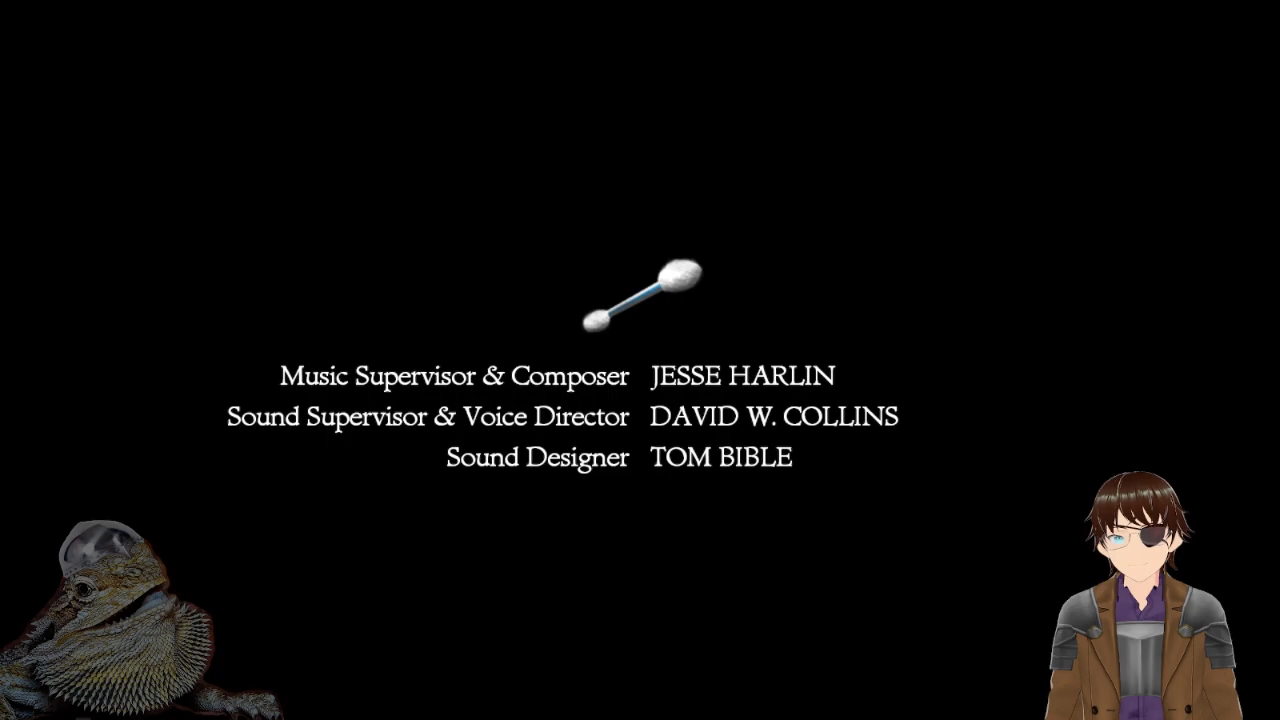 Music Supervisor & Composer JESSE HARLIN
Sound Supervisor & Voice Director DAVID W. COLLINS
Sound Designer TOM BIBLE